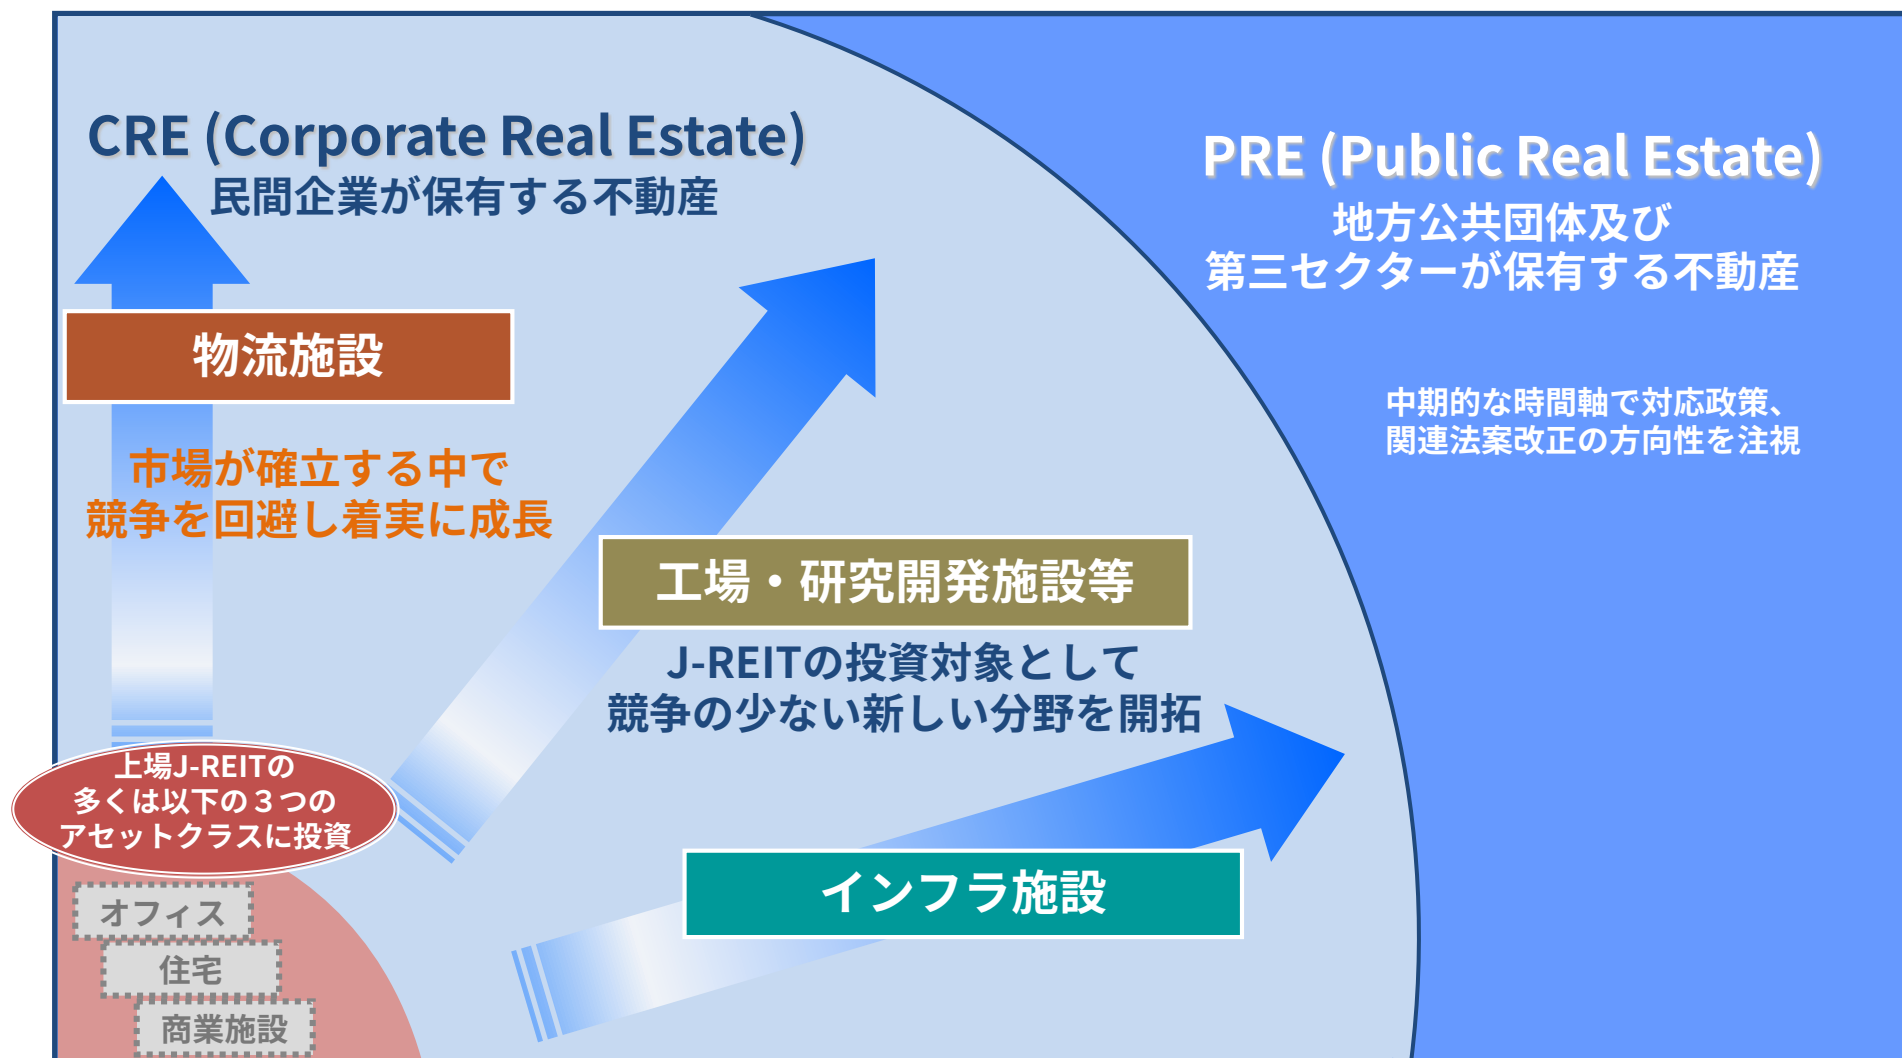 CRE (Corporate Real Estate)
民間企業が保有する不動産
PRE (Public Real Estate)
地方公共団体及び
第三セクターが保有する不動産
中期的な時間軸で対応政策、
関連法案改正の方向性を注視
物流施設
市場が確立する中で
競争を回避し着実に成長
工場・研究開発施設等
J-REITの投資対象として
競争の少ない新しい分野を開拓
インフラ施設
上場J-REITの
多くは以下の３つの
アセットクラスに投資
オフィス
住宅
商業施設